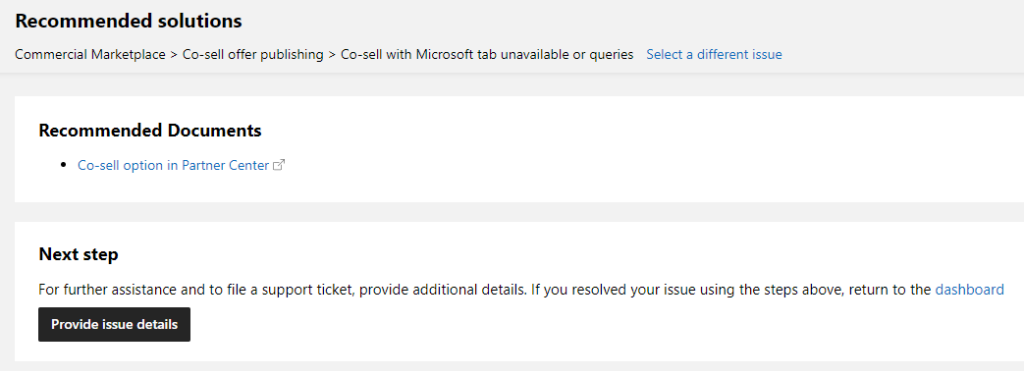 Recommended solutions
Commercial Marketplace > Co-sell offer publishing > Co-sell with Microsoft tab unavailable or queries Select a different issue
Recommended Documents
• Co-sell option in Partner Center
Next step
For further assistance and to file a support ticket, provide additional details. If you resolved your issue using the steps above, return to the dashboard
Provide issue details